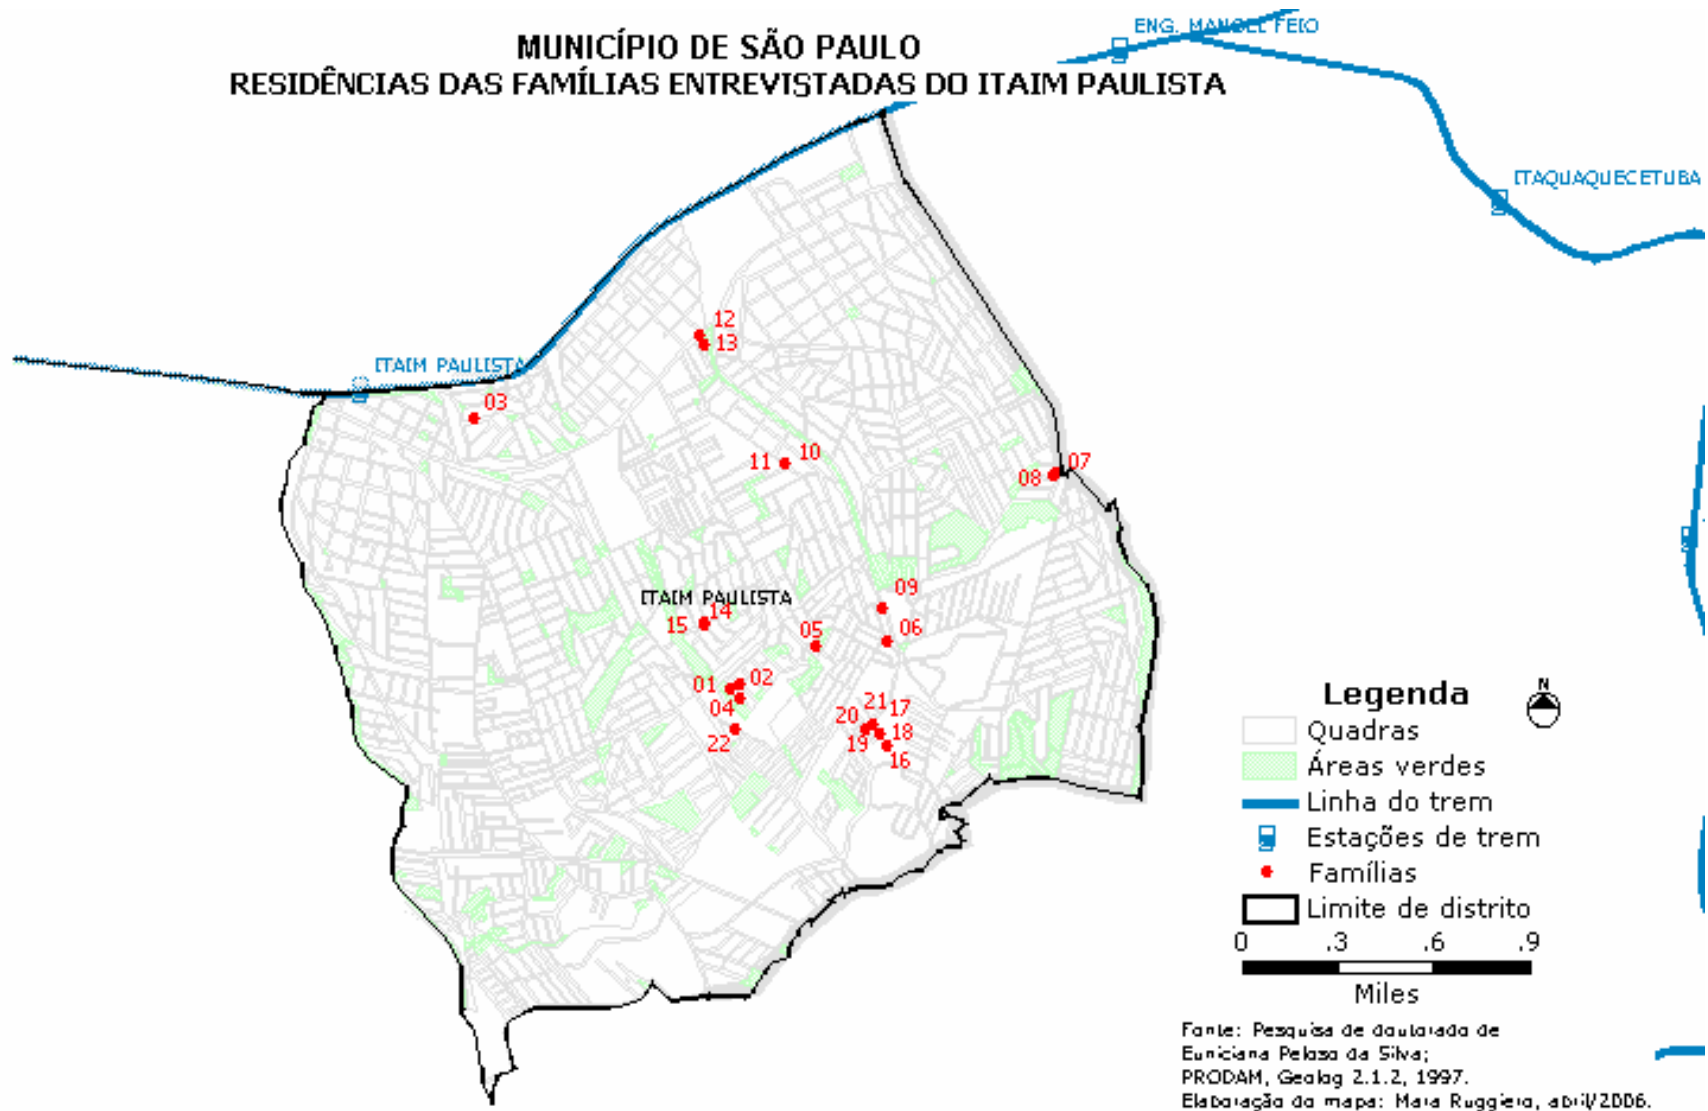 MUNICÍPIO DE SÃO PAULO
RESIDÊNCIAS DAS FAMÍLIAS ENTREVISTADAS DO ITAIM PAULISTA
ENG. MANOEL FEIO
ITAQUAQUECETUBA
ITAIM PAULISTA
12
13
03
11
10
08
07
ITAIM PAULISTA
14
15
09
06
05
01
02
04
22
21
17
20
18
19
16
Legenda
N
Quadras
Áreas verdes
Linha do trem
Estações de trem
Famílias
Limite de distrito
0 .3 .6 .9
Miles
Fonte: Pesquisa de doutorado de
Euniciana Peloso da Silva;
PRODAM, Geolog 2.1.2, 1997.
Elaboração do mapa: Mara Ruggiero, abril/2006.